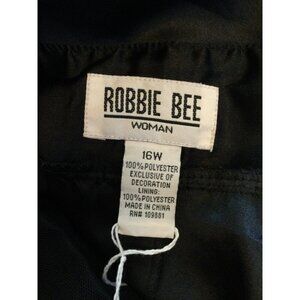 ROBBIE BEE
WOMAN
16W
100% POLYESTER
EXCLUSIVE OF
DECORATION
LINING:
100% POLYESTER
MADE IN CHINA
RN# 109881